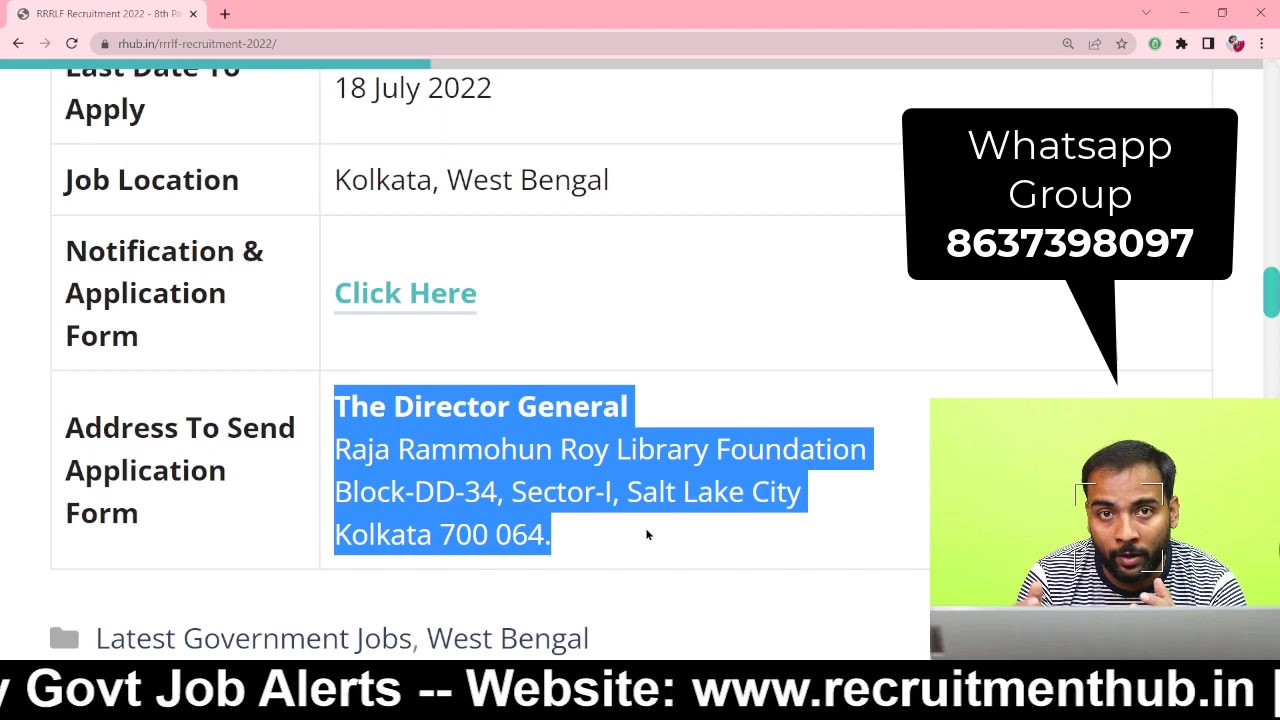 RRRLF Recruitment 2022 - 8th Pa
rhub.in/rrrlf-recruitment-2022/
Last Date To
Apply
18 July 2022
Job Location
Kolkata, West Bengal
Notification &
Application
Form
Click Here
Address To Send
Application
Form
The Director General
Raja Rammohun Roy Library Foundation
Block-DD-34, Sector-I, Salt Lake City
Kolkata 700 064.
Latest Government Jobs, West Bengal
Whatsapp
Group
8637398097
y Govt Job Alerts -- Website: www.recruitmenthub.in |